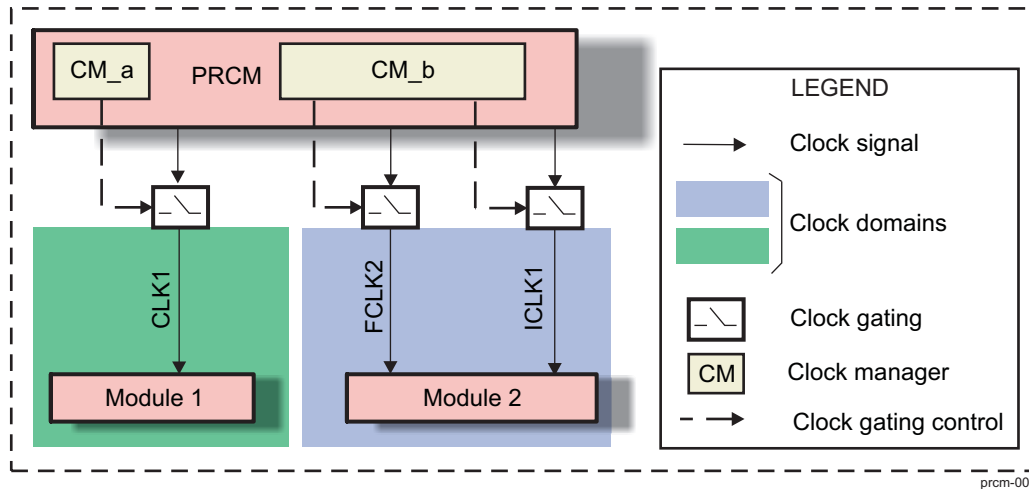 CM_a
PRCM
CM_b
CLK1
FCLK2
ICLK1
Module 1
Module 2
LEGEND
Clock signal
Clock domains
Clock gating
CM
Clock manager
Clock gating control
prcm-00